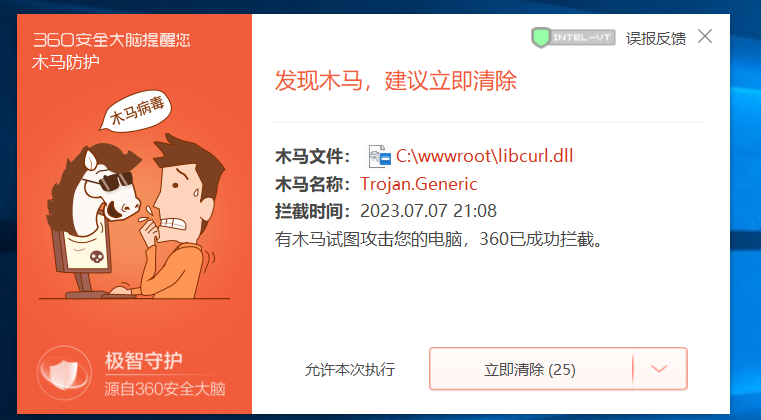 360安全大脑提醒您
木马防护
INTEL-VT
误报反馈
木马病毒
发现木马，建议立即清除
木马文件： C:\wwwroot\libcurl.dll
木马名称：Trojan.Generic
拦截时间：2023.07.07 21:08
有木马试图攻击您的电脑，360已成功拦截。
极智守护
源自360安全大脑
允许本次执行
立即清除 (25)